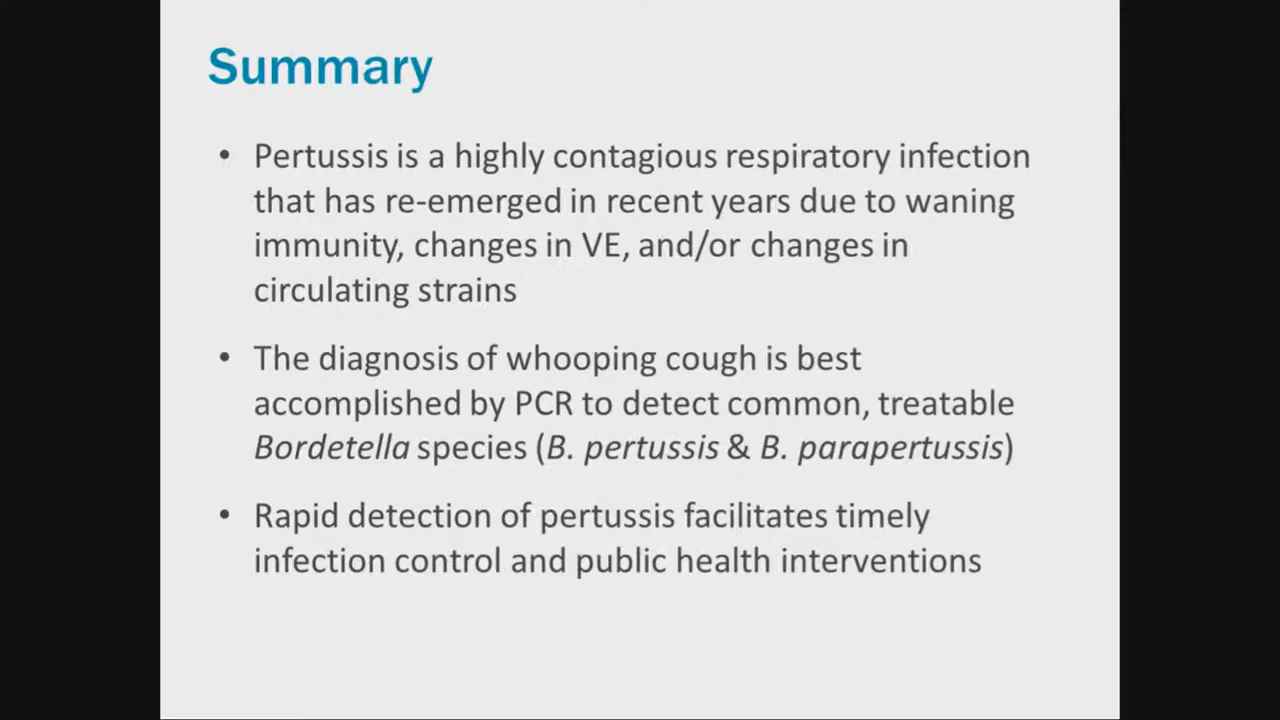 Summary
• Pertussis is a highly contagious respiratory infection
that has re-emerged in recent years due to waning
immunity, changes in VE, and/or changes in
circulating strains
• The diagnosis of whooping cough is best
accomplished by PCR to detect common, treatable
Bordetella species (B. pertussis & B. parapertussis)
• Rapid detection of pertussis facilitates timely
infection control and public health interventions